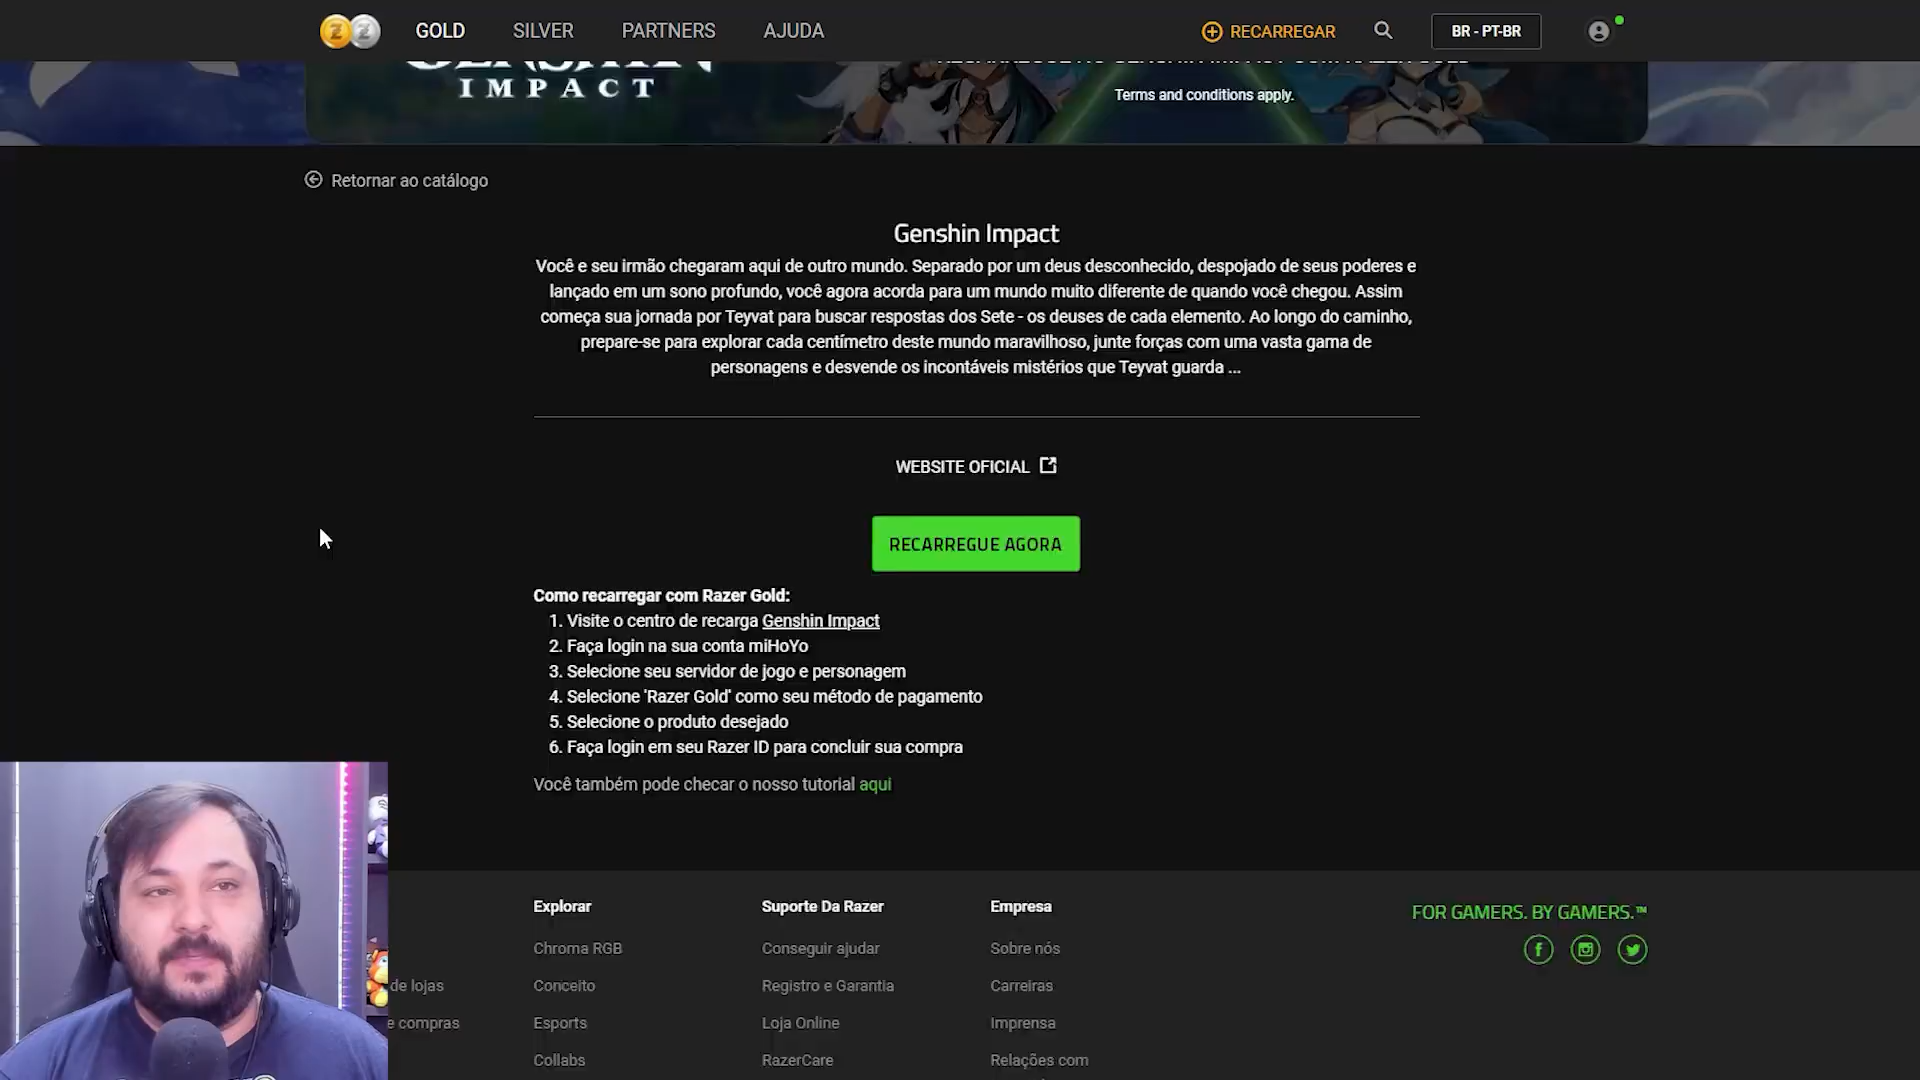 GOLD
SILVER
PARTNERS
AJUDA
RECARREGAR
BR - PT-BR
IMPACT
Terms and conditions apply.
Retornar ao catálogo
Genshin Impact
Você e seu irmão chegaram aqui de outro mundo. Separado por um deus desconhecido, despojado de seus poderes e
lançado em um sono profundo, você agora acorda para um mundo muito diferente de quando você chegou. Assim
começa sua jornada por Teyvat para buscar respostas dos Sete - os deuses de cada elemento. Ao longo do caminho,
prepare-se para explorar cada centímetro deste mundo maravilhoso, junte forças com uma vasta gama de
personagens e desvende os incontáveis mistérios que Teyvat guarda ...
WEBSITE OFICIAL
RECARREGUE AGORA
Como recarregar com Razer Gold:
1. Visite o centro de recarga Genshin Impact
2. Faça login na sua conta miHoYo
3. Selecione seu servidor de jogo e personagem
4. Selecione 'Razer Gold' como seu método de pagamento
5. Selecione o produto desejado
6. Faça login em seu Razer ID para concluir sua compra
Você também pode checar o nosso tutorial aqui
de lojas
e compras
Explorar
Chroma RGB
Conceito
Esports
Collabs
Suporte Da Razer
Conseguir ajudar
Registro e Garantia
Loja Online
RazerCare
Empresa
Sobre nós
Carreiras
Imprensa
Relações com
FOR GAMERS. BY GAMERS.™